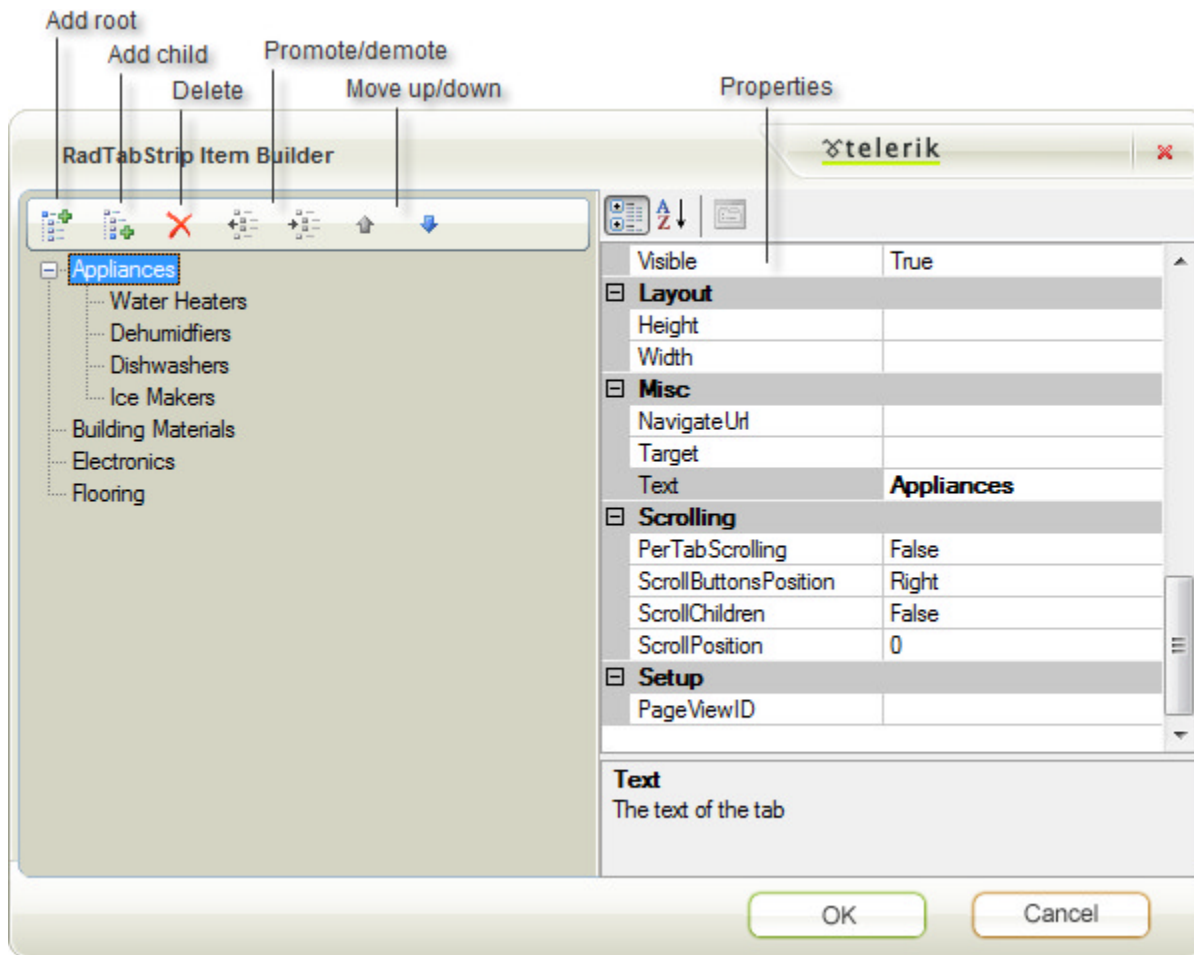 Add root
Add child
Promote/demote
Delete
Move up/down
Properties
RadTabStrip Item Builder
telerik
Appliances
Water Heaters
Dehumidfiers
Dishwashers
Ice Makers
Building Materials
Electronics
Flooring
A
Z
Visible True
Layout
Height
Width
Misc
NavigateUrl
Target
Text Appliances
Scrolling
PerTabScrolling False
ScrollButtonsPosition Right
ScrollChildren False
ScrollPosition 0
Setup
PageViewID
Text
The text of the tab
OK
Cancel